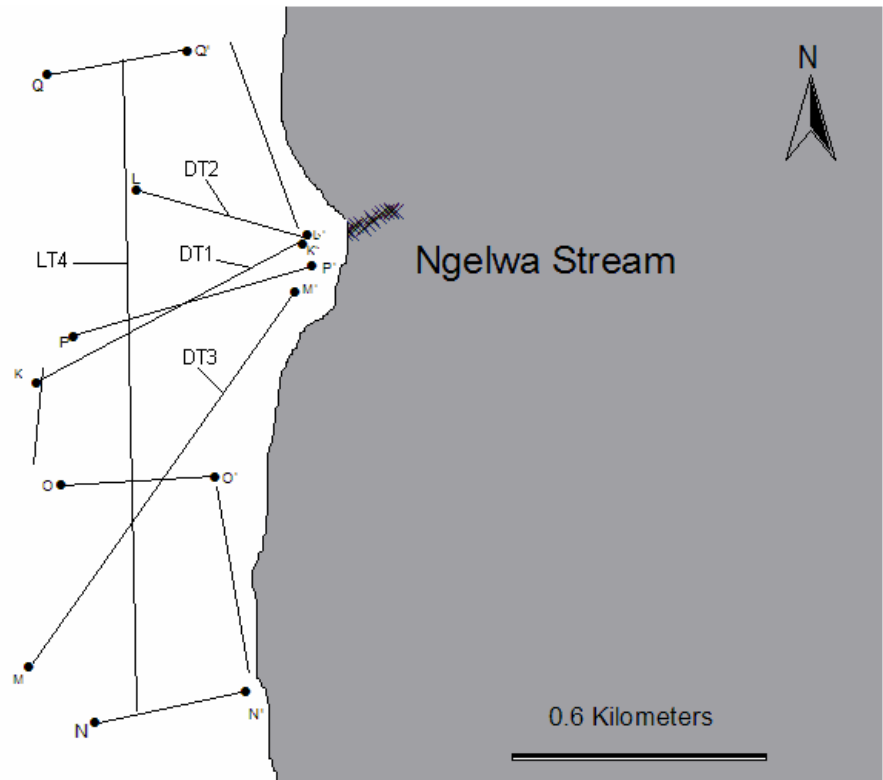 Q
Q'
N
L
DT2
L'
K'
Ngelwa Stream
LT4
DT1
P'
M'
P
DT3
K
O
O'
M
N
N'
0.6 Kilometers